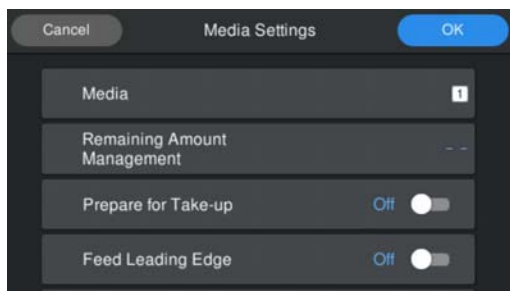 Cancel Media Settings OK
Media 1
Remaining Amount
Management - -
Prepare for Take-up Off
Feed Leading Edge Off